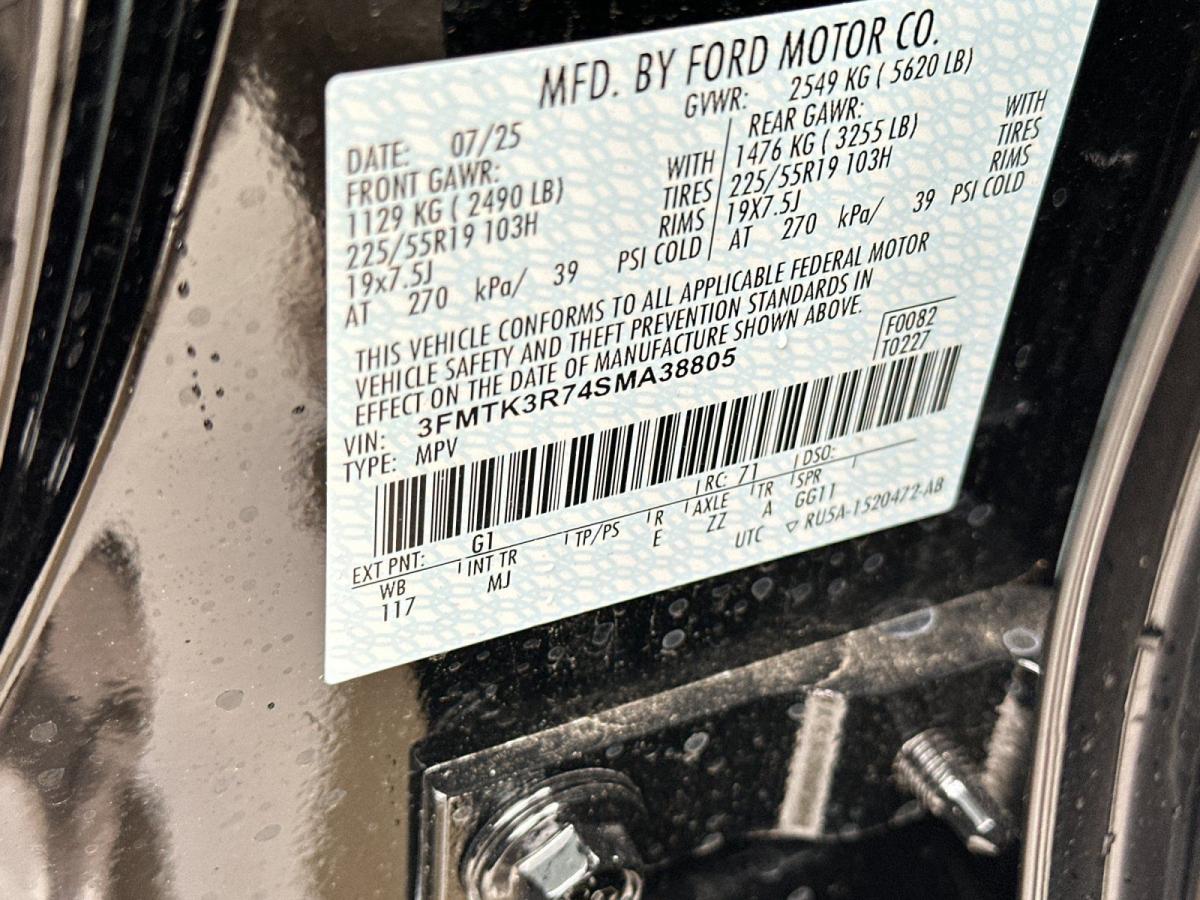 MFD. BY FORD MOTOR CO.
DATE: 07/25 GVWR: 2549 KG ( 5620 LB)
FRONT GAWR: REAR GAWR:
1129 KG ( 2490 LB) WITH 1476 KG ( 3255 LB) WITH
225/55R19 103H TIRES 225/55R19 103H TIRES
19x7.5J RIMS 19X7.5J RIMS
AT 270 kPa/ 39 PSI COLD AT 270 kPa/ 39 PSI COLD
THIS VEHICLE CONFORMS TO ALL APPLICABLE FEDERAL MOTOR
VEHICLE SAFETY AND THEFT PREVENTION STANDARDS IN
EFFECT ON THE DATE OF MANUFACTURE SHOWN ABOVE.
F0082
VIN: 3FMTK3R74SMA38805
T0227
TYPE: MPV
EXT PNT: G1 RC: 71 DSO:
WB INT TR TP/PS R AXLE TR SPR
117 MJ E ZZ A GG11
UTC ▽ RU5A-1520472-AB